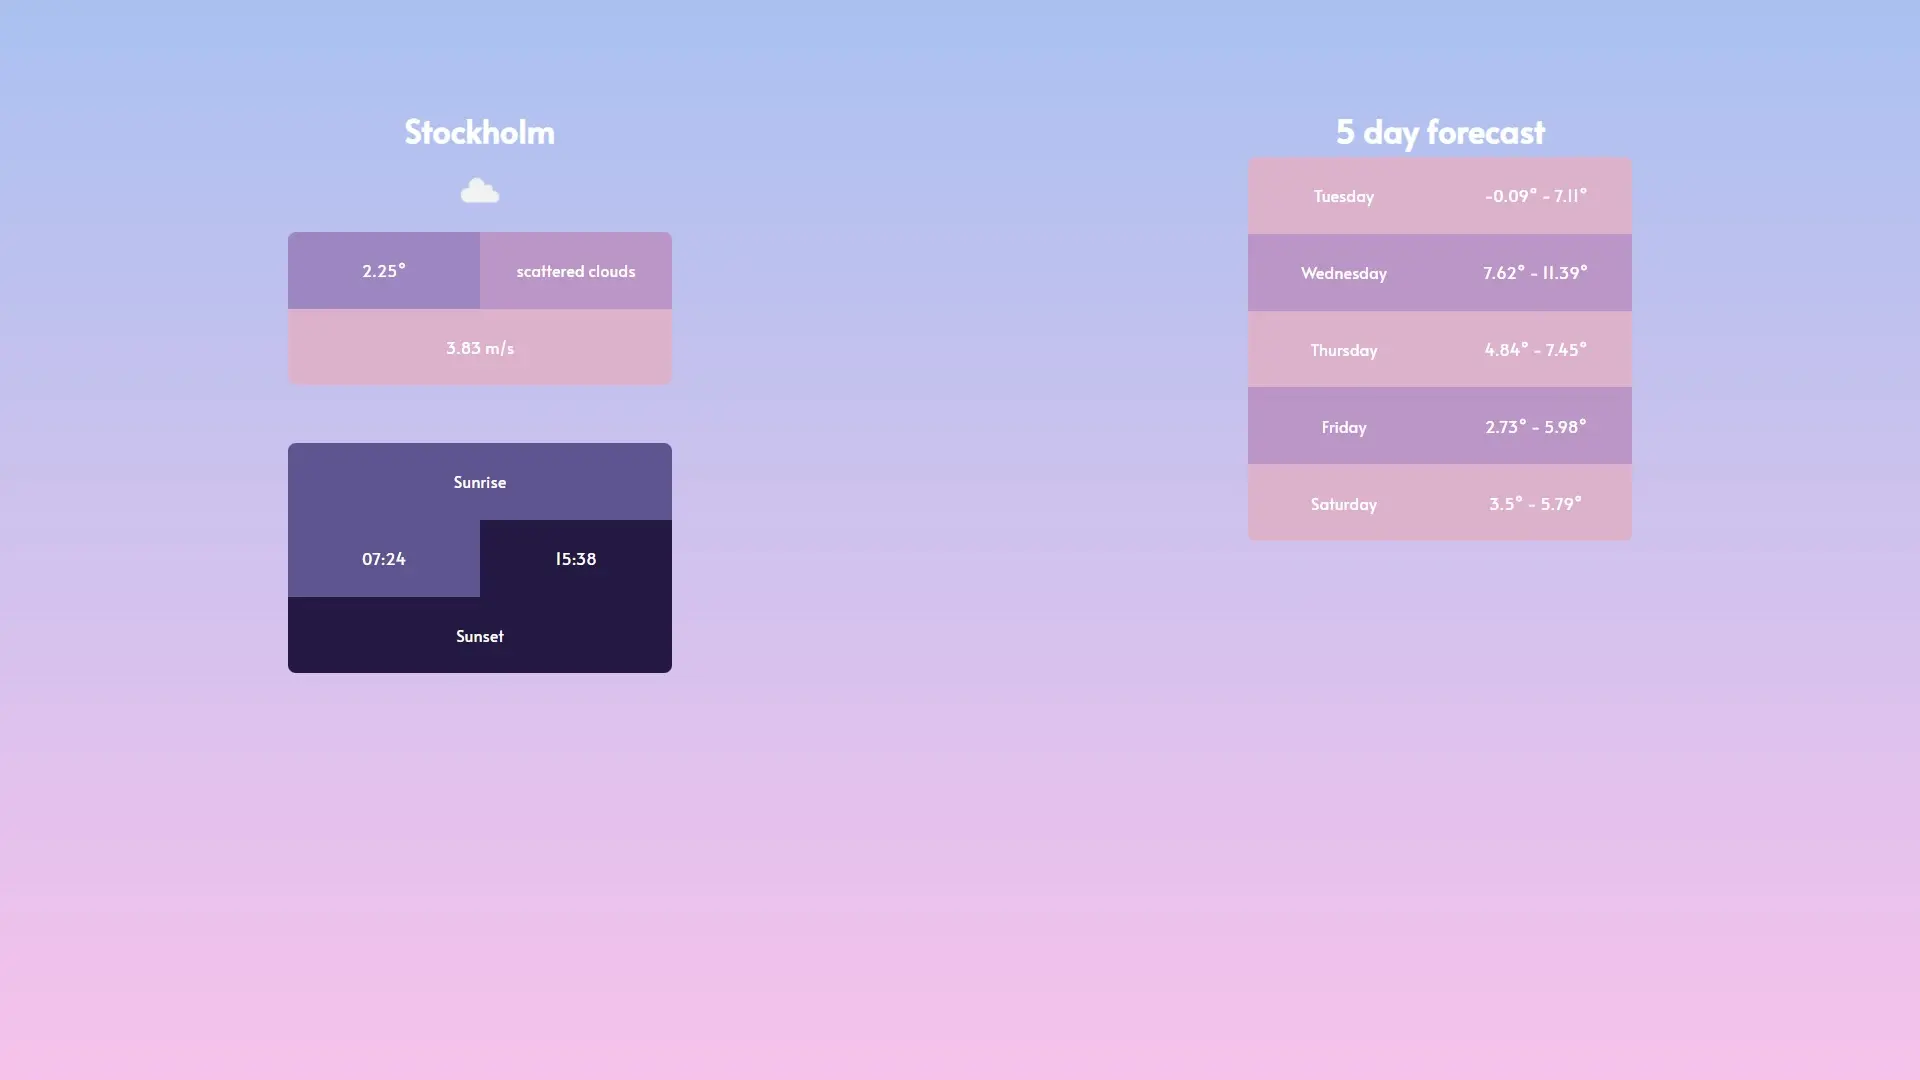 Stockholm
2.25° scattered clouds
3.83 m/s
Sunrise
07:24 15:38
Sunset
5 day forecast
Tuesday -0.09° - 7.11°
Wednesday 7.62° - 11.39°
Thursday 4.84° - 7.45°
Friday 2.73° - 5.98°
Saturday 3.5° - 5.79°